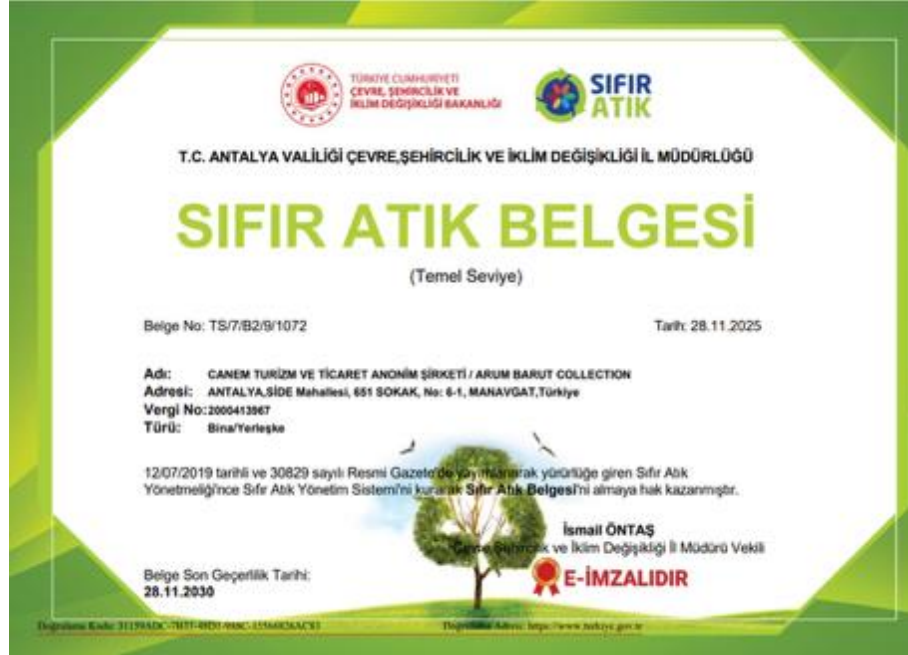 TÜRKİYE CUMHURİYETİ
ÇEVRE, ŞEHİRCİLİK VE
İKLİM DEĞİŞİKLİĞİ BAKANLIĞI
SIFIR
ATIK
T.C. ANTALYA VALİLİĞİ ÇEVRE,ŞEHİRCİLİK VE İKLİM DEĞİŞİKLİĞİ İL MÜDÜRLÜĞÜ
SIFIR ATIK BELGESİ
(Temel Seviye)
Belge No: TS/7/B2/9/1072 Tarih: 28.11.2025
Adı: CANEM TURİZM VE TİCARET ANONİM ŞİRKETİ / ARUM BARUT COLLECTION
Adresi: ANTALYA,SİDE Mahallesi, 651 SOKAK, No: 6-1, MANAVGAT,Türkiye
Vergi No:2000413967
Türü: Bina/Yerleşke
12/07/2019 tarihli ve 30829 sayılı Resmi Gazete'de yayımlanarak yürürlüğe giren Sıfır Atık
Yönetmeliği'nce Sıfır Atık Yönetim Sistemi'ni kurarak Sıfır Atık Belgesi'ni almaya hak kazanmıştır.
İsmail ÖNTAŞ
Çevre, Şehircilik ve İklim Değişikliği İl Müdürü Vekili
E-İMZALIDIR
Belge Son Geçerlilik Tarihi:
28.11.2030
Doğrulama Kodu: Doğrulama Adresi: https://www.turkiye.gov.tr